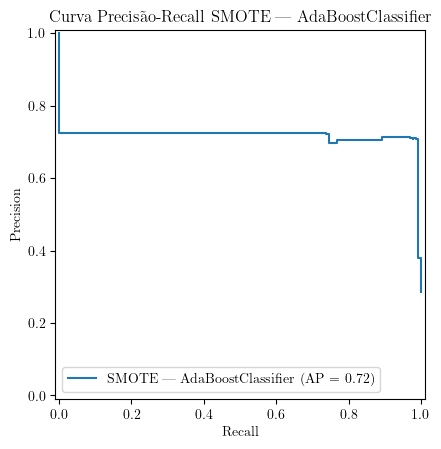 Curva Precisão-Recall SMOTE — AdaBoostClassifier
1.0
0.8
0.6
0.4
0.2
0.0
Precision
SMOTE — AdaBoostClassifier (AP = 0.72)
0.0 0.2 0.4 0.6 0.8 1.0
Recall